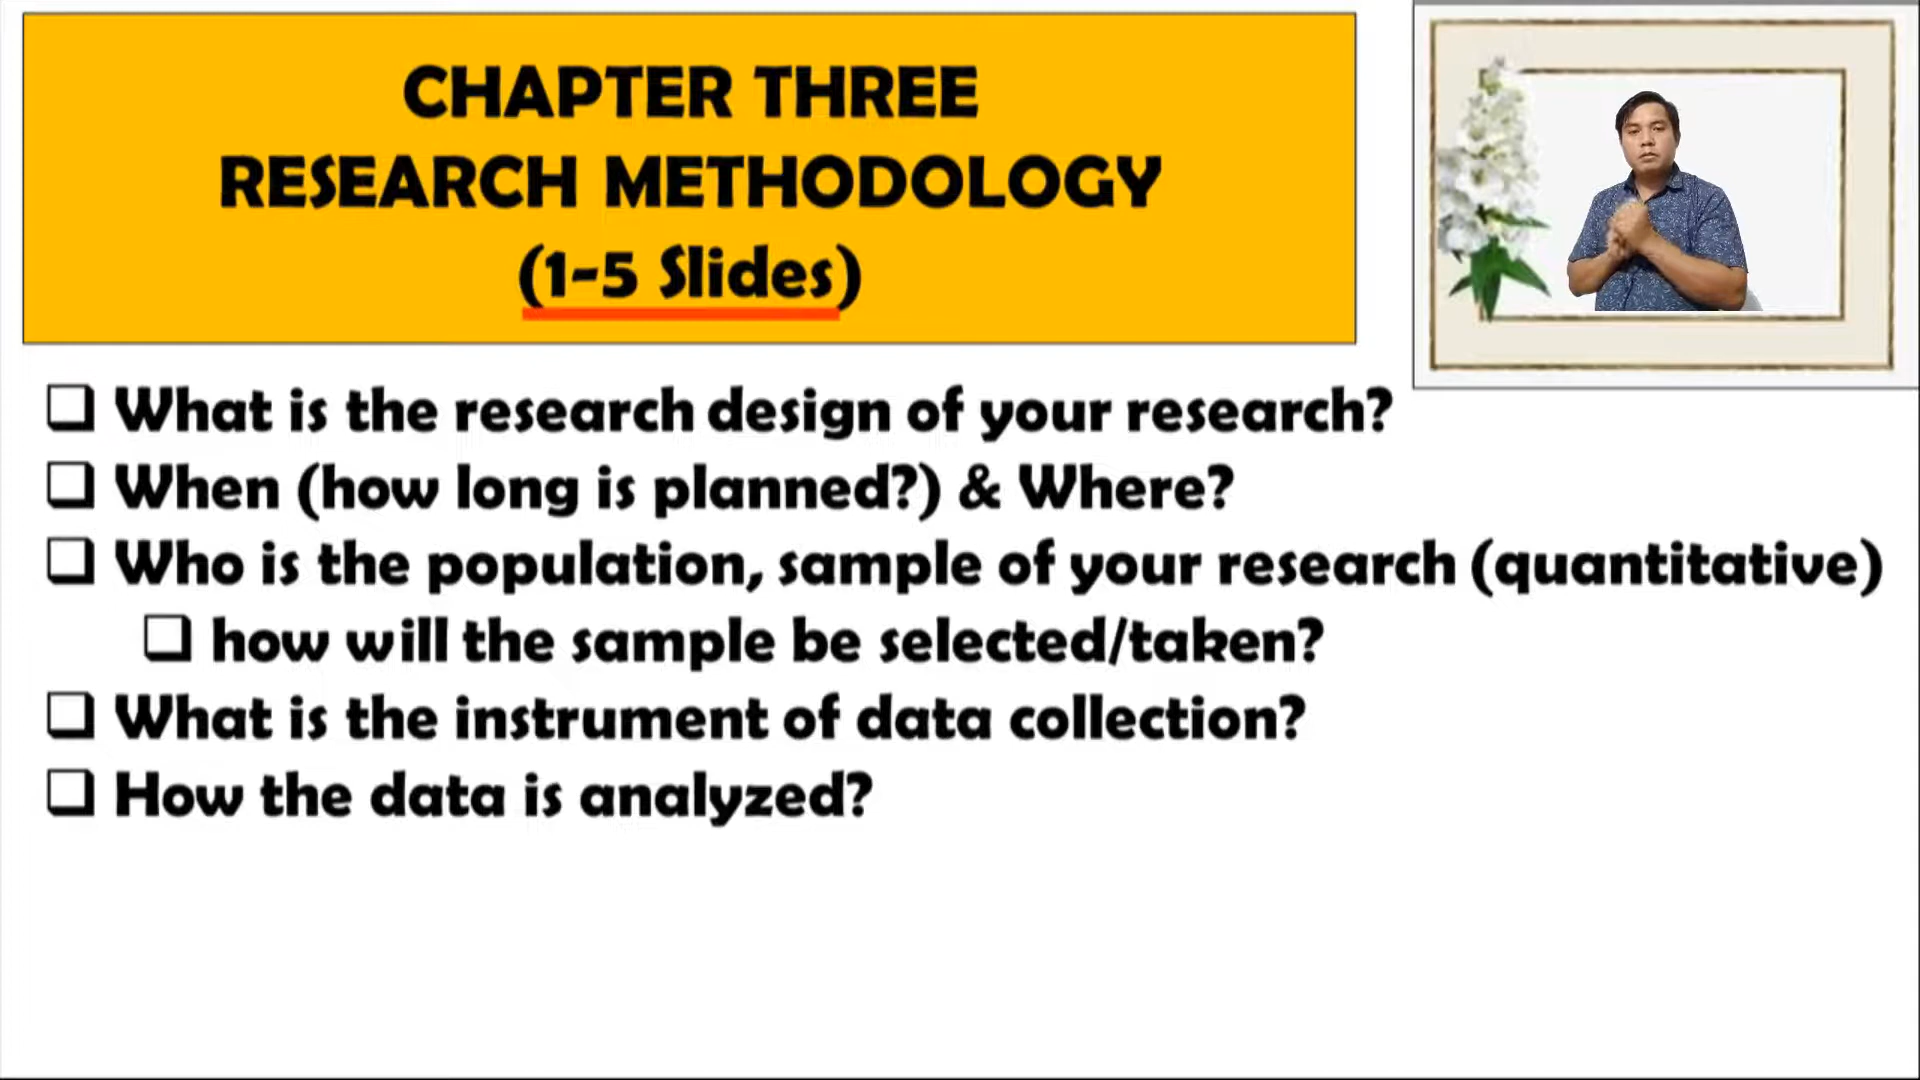 CHAPTER THREE
RESEARCH METHODOLOGY
(1-5 Slides)
What is the research design of your research?
When (how long is planned?) & Where?
Who is the population, sample of your research (quantitative)
how will the sample be selected/taken?
What is the instrument of data collection?
How the data is analyzed?